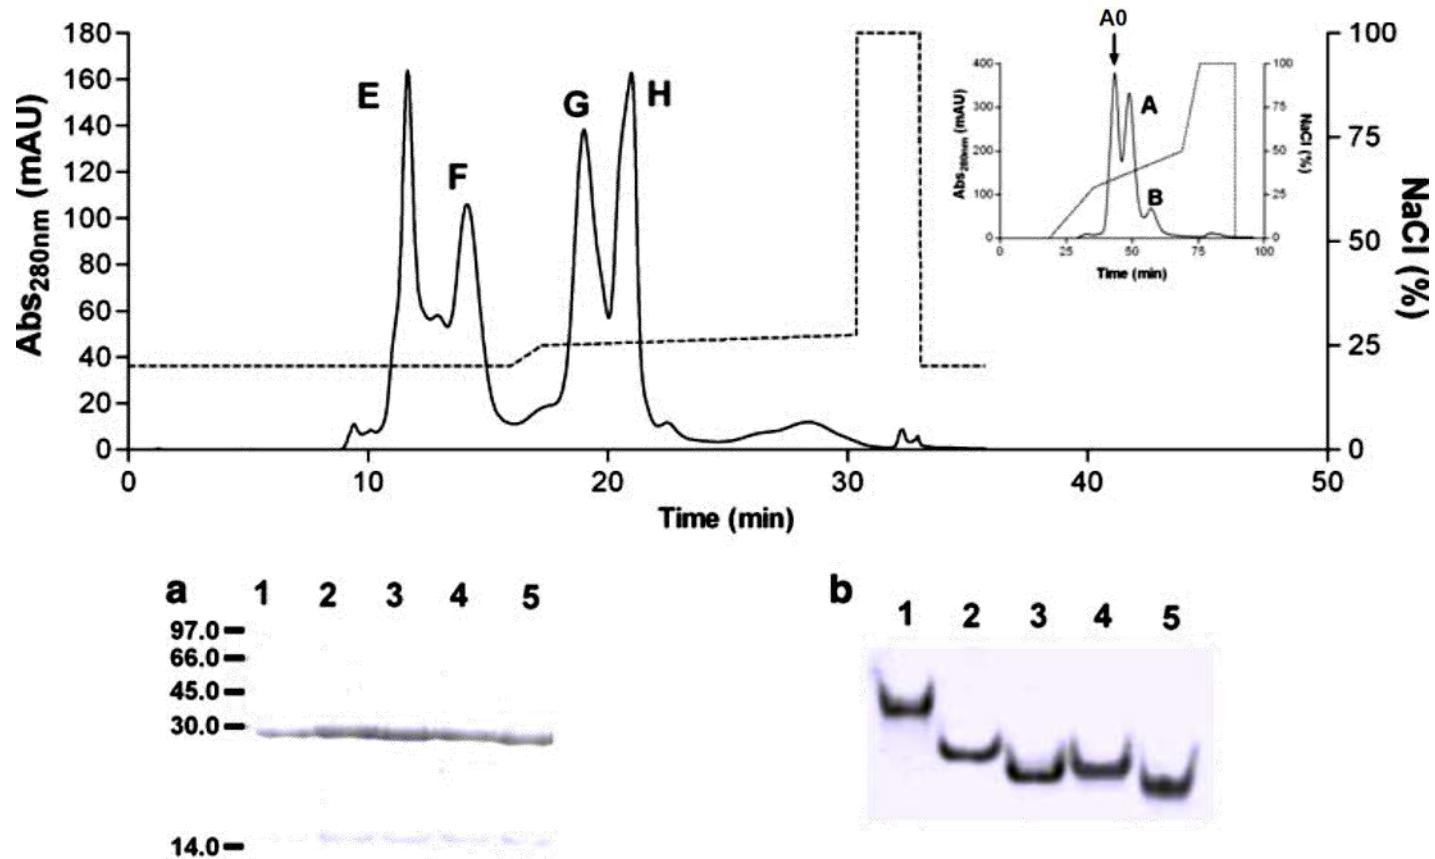 A0
180
160
140
120
100
80
60
40
20
0
Abs280nm (mAU)
E
F
G
H
100
75
50
25
0
NaCl (%)
0 10 20 30 40 50
Time (min)
400
300
200
100
0
Abs280nm (mAU)
A
B
100
75
50
25
0
NaCl (%)
0 25 50 75 100
Time (min)
a 1 2 3 4 5
97.0
66.0
45.0
30.0
14.0
b 1 2 3 4 5